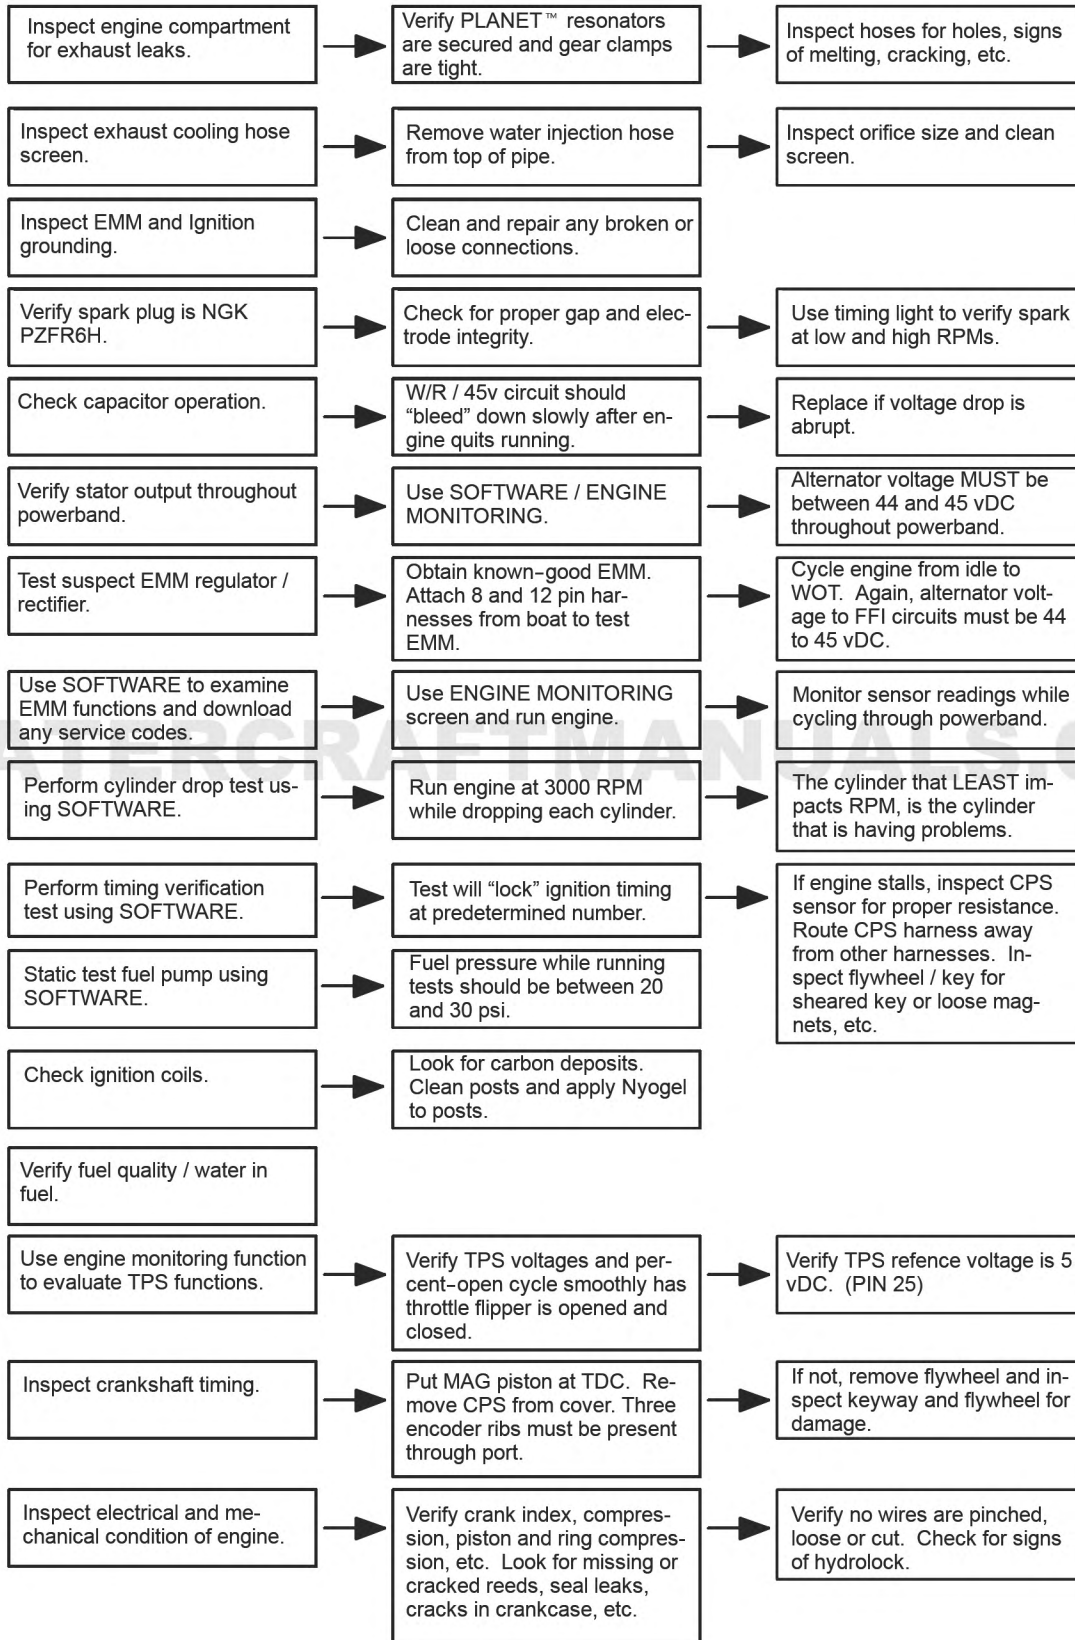 Inspect engine compartment
for exhaust leaks.
Verify PLANET™ resonators
are secured and gear clamps
are tight.
Inspect hoses for holes, signs
of melting, cracking, etc.
Inspect exhaust cooling hose
screen.
Remove water injection hose
from top of pipe.
Inspect orifice size and clean
screen.
Inspect EMM and Ignition
grounding.
Clean and repair any broken or
loose connections.
Verify spark plug is NGK
PZFR6H.
Check for proper gap and elec-
trode integrity.
Use timing light to verify spark
at low and high RPMs.
Check capacitor operation.
W/R / 45v circuit should
“bleed” down slowly after en-
gine quits running.
Replace if voltage drop is
abrupt.
Verify stator output throughout
powerband.
Use SOFTWARE / ENGINE
MONITORING.
Alternator voltage MUST be
between 44 and 45 vDC
throughout powerband.
Test suspect EMM regulator /
rectifier.
Obtain known-good EMM.
Attach 8 and 12 pin har-
nesses from boat to test
EMM.
Cycle engine from idle to
WOT. Again, alternator volt-
age to FFI circuits must be 44
to 45 vDC.
Use SOFTWARE to examine
EMM functions and download
any service codes.
Use ENGINE MONITORING
screen and run engine.
Monitor sensor readings while
cycling through powerband.
ATERCRAFTMANUALS.C
Perform cylinder drop test us-
ing SOFTWARE.
Run engine at 3000 RPM
while dropping each cylinder.
The cylinder that LEAST im-
pacts RPM, is the cylinder
that is having problems.
Perform timing verification
test using SOFTWARE.
Test will “lock” ignition timing
at predetermined number.
If engine stalls, inspect CPS
sensor for proper resistance.
Route CPS harness away
from other harnesses. In-
spect flywheel / key for
sheared key or loose mag-
nets, etc.
Static test fuel pump using
SOFTWARE.
Fuel pressure while running
tests should be between 20
and 30 psi.
Check ignition coils.
Look for carbon deposits.
Clean posts and apply Nyogel
to posts.
Verify fuel quality / water in
fuel.
Use engine monitoring function
to evaluate TPS functions.
Verify TPS voltages and per-
cent-open cycle smoothly has
throttle flipper is opened and
closed.
Verify TPS refence voltage is 5
vDC. (PIN 25)
Inspect crankshaft timing.
Put MAG piston at TDC. Re-
move CPS from cover. Three
encoder ribs must be present
through port.
If not, remove flywheel and in-
spect keyway and flywheel for
damage.
Inspect electrical and me-
chanical condition of engine.
Verify crank index, compres-
sion, piston and ring compres-
sion, etc. Look for missing or
cracked reeds, seal leaks,
cracks in crankcase, etc.
Verify no wires are pinched,
loose or cut. Check for signs
of hydrolock.